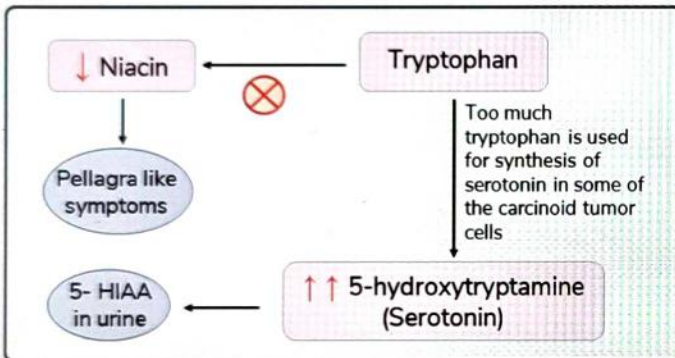 ↓ Niacin
Tryptophan
Too much
tryptophan is used
for synthesis of
serotonin in some of
the carcinoid tumor
cells
Pellagra like
symptoms
↑ ↑ 5-hydroxytryptamine
(Serotonin)
5- HIAA
in urine